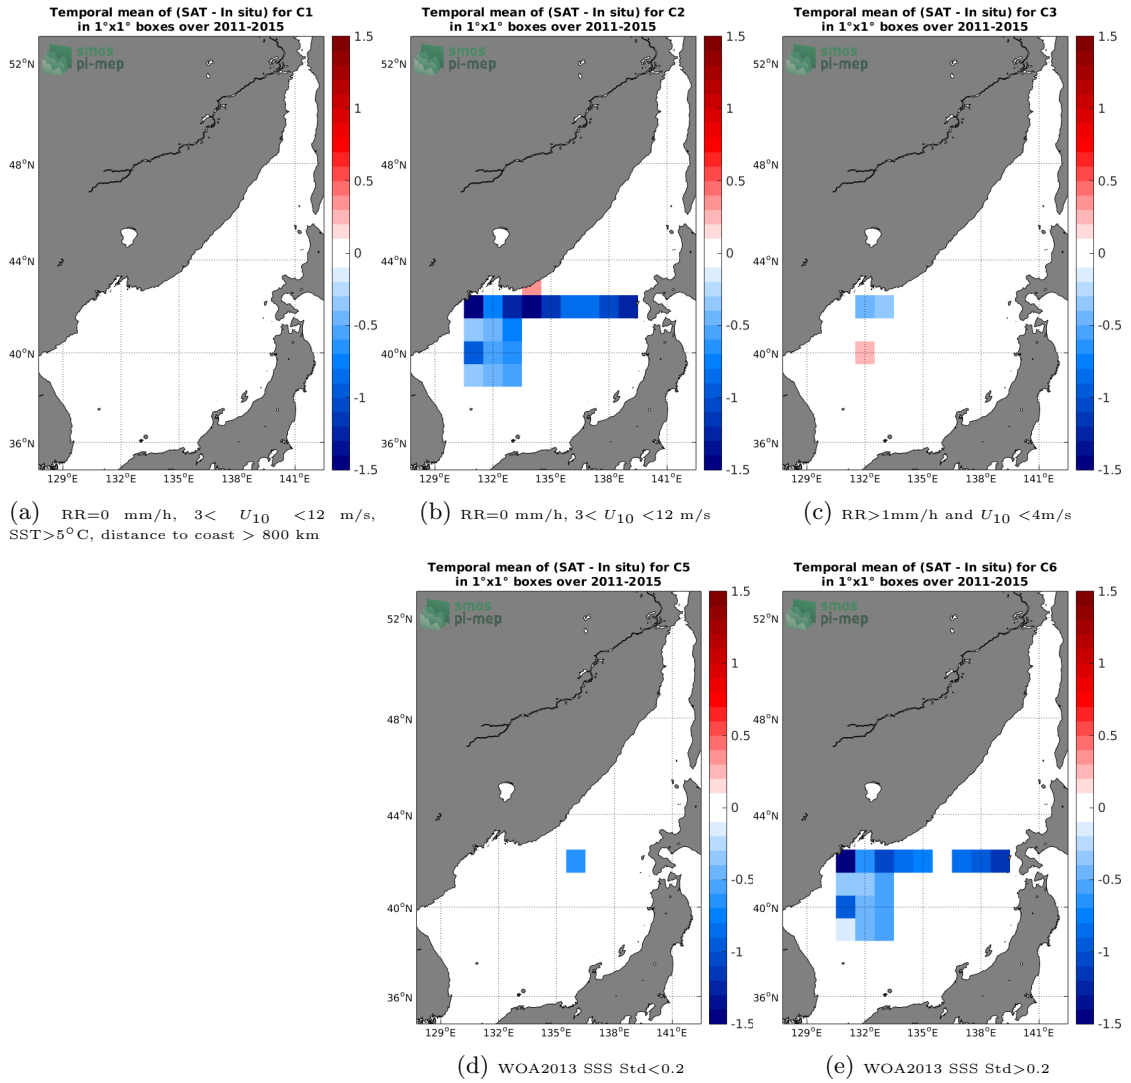 Temporal mean of (SAT - In situ) for C1
in 1°x1° boxes over 2011-2015
smos
pi-mep
52°N
48°N
44°N
40°N
36°N
129°E
132°E
135°E
138°E
141°E
1.5
1
0.5
0
-0.5
-1
-1.5
(a) RR=0 mm/h, 3< U10 <12 m/s,
SST>5°C, distance to coast > 800 km
Temporal mean of (SAT - In situ) for C2
in 1°x1° boxes over 2011-2015
smos
pi-mep
52°N
48°N
44°N
40°N
36°N
129°E
132°E
135°E
138°E
141°E
1.5
1
0.5
0
-0.5
-1
-1.5
(b) RR=0 mm/h, 3< U10 <12 m/s
Temporal mean of (SAT - In situ) for C3
in 1°x1° boxes over 2011-2015
smos
pi-mep
52°N
48°N
44°N
40°N
36°N
129°E
132°E
135°E
138°E
141°E
1.5
1
0.5
0
-0.5
-1
-1.5
(c) RR>1mm/h and U10 <4m/s
Temporal mean of (SAT - In situ) for C5
in 1°x1° boxes over 2011-2015
smos
pi-mep
52°N
48°N
44°N
40°N
36°N
129°E
132°E
135°E
138°E
141°E
1.5
1
0.5
0
-0.5
-1
-1.5
(d) WOA2013 SSS Std<0.2
Temporal mean of (SAT - In situ) for C6
in 1°x1° boxes over 2011-2015
smos
pi-mep
52°N
48°N
44°N
40°N
36°N
129°E
132°E
135°E
138°E
141°E
1.5
1
0.5
0
-0.5
-1
-1.5
(e) WOA2013 SSS Std>0.2